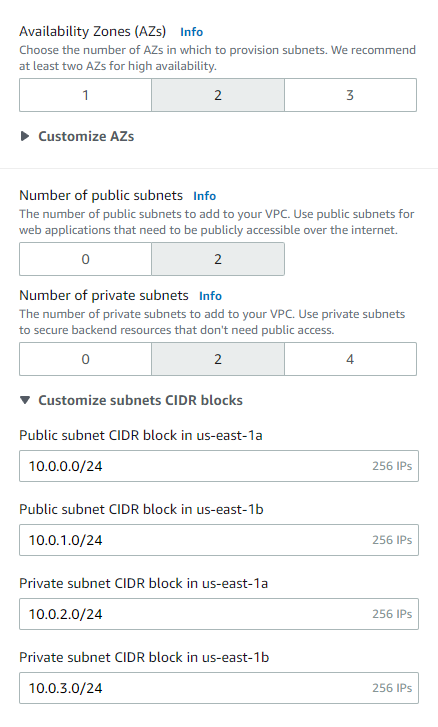 Availability Zones (AZs) Info
Choose the number of AZs in which to provision subnets. We recommend
at least two AZs for high availability.
1 2 3
Customize AZs
Number of public subnets Info
The number of public subnets to add to your VPC. Use public subnets for
web applications that need to be publicly accessible over the internet.
0 2
Number of private subnets Info
The number of private subnets to add to your VPC. Use private subnets
to secure backend resources that don't need public access.
0 2 4
Customize subnets CIDR blocks
Public subnet CIDR block in us-east-1a
10.0.0.0/24 256 IPs
Public subnet CIDR block in us-east-1b
10.0.1.0/24 256 IPs
Private subnet CIDR block in us-east-1a
10.0.2.0/24 256 IPs
Private subnet CIDR block in us-east-1b
10.0.3.0/24 256 IPs